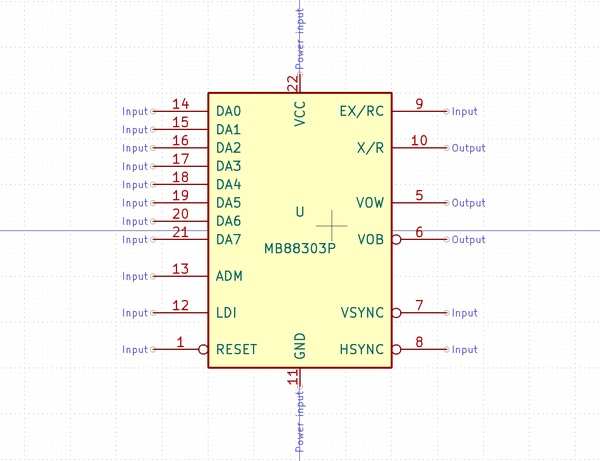 Power input
22
VCC
Input 14 DA0
Input 15 DA1
Input 16 DA2
Input 17 DA3
Input 18 DA4
Input 19 DA5
Input 20 DA6
Input 21 DA7
Input 13 ADM
Input 12 LDI
Input 1 RESET
U
MB88303P
EX/RC 9 Input
X/R 10 Output
VOW 5 Output
VOB 6 Output
VSYNC 7 Input
HSYNC 8 Input
GND
11
Power input